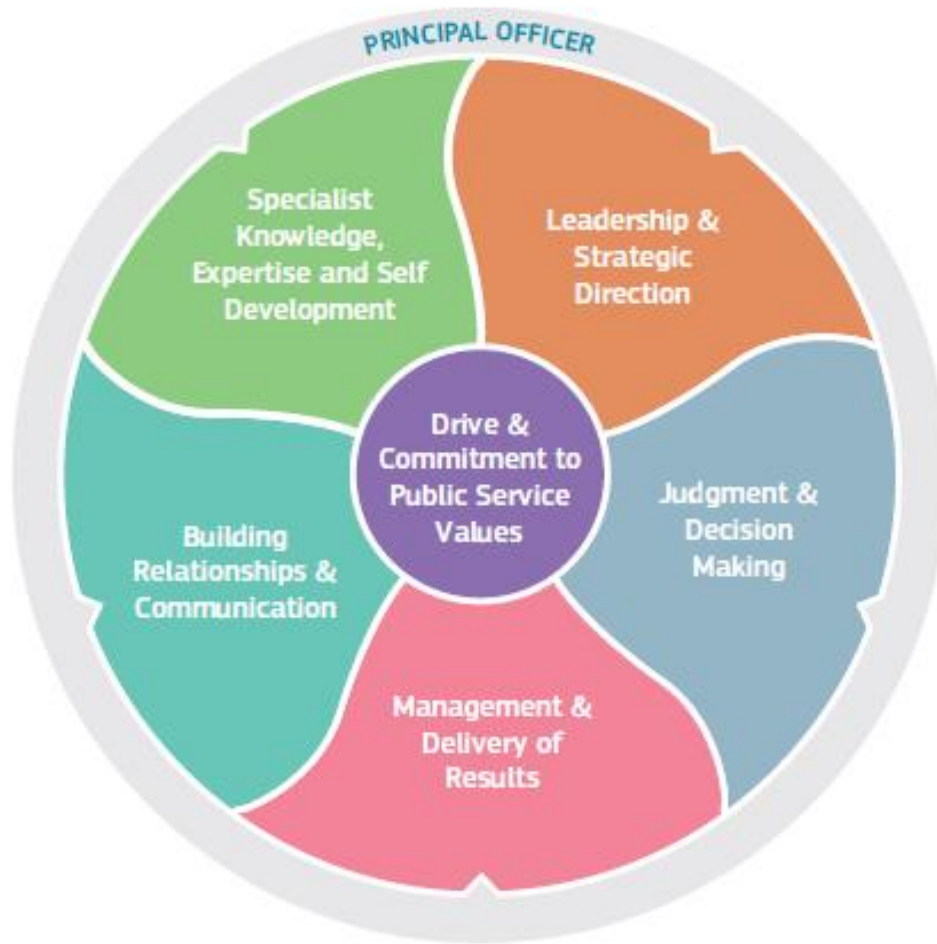 PRINCIPAL OFFICER
Specialist
Knowledge,
Expertise and Self
Development
Leadership &
Strategic
Direction
Drive &
Commitment to
Public Service
Values
Judgment &
Decision
Making
Building
Relationships &
Communication
Management &
Delivery of
Results